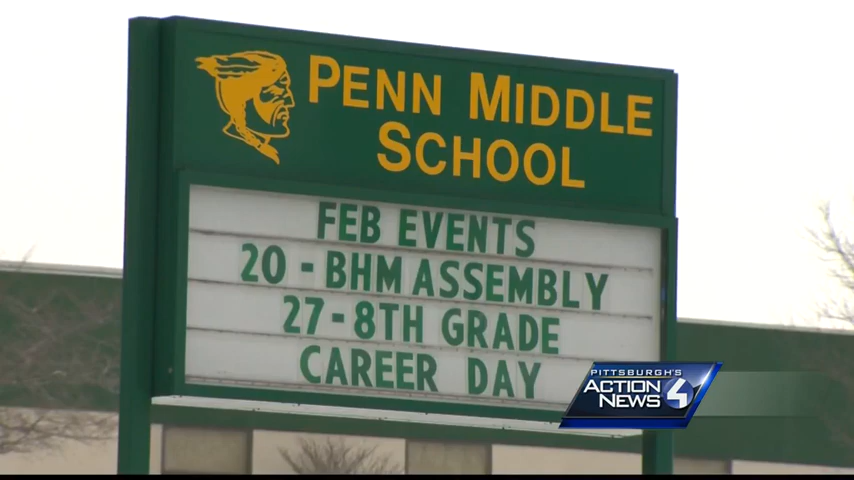 PENN MIDDLE
SCHOOL
FEB EVENTS
20 - BHM ASSEMBLY
27 - 8TH GRADE
CAREER DAY
PITTSBURGH'S
ACTION
NEWS 4